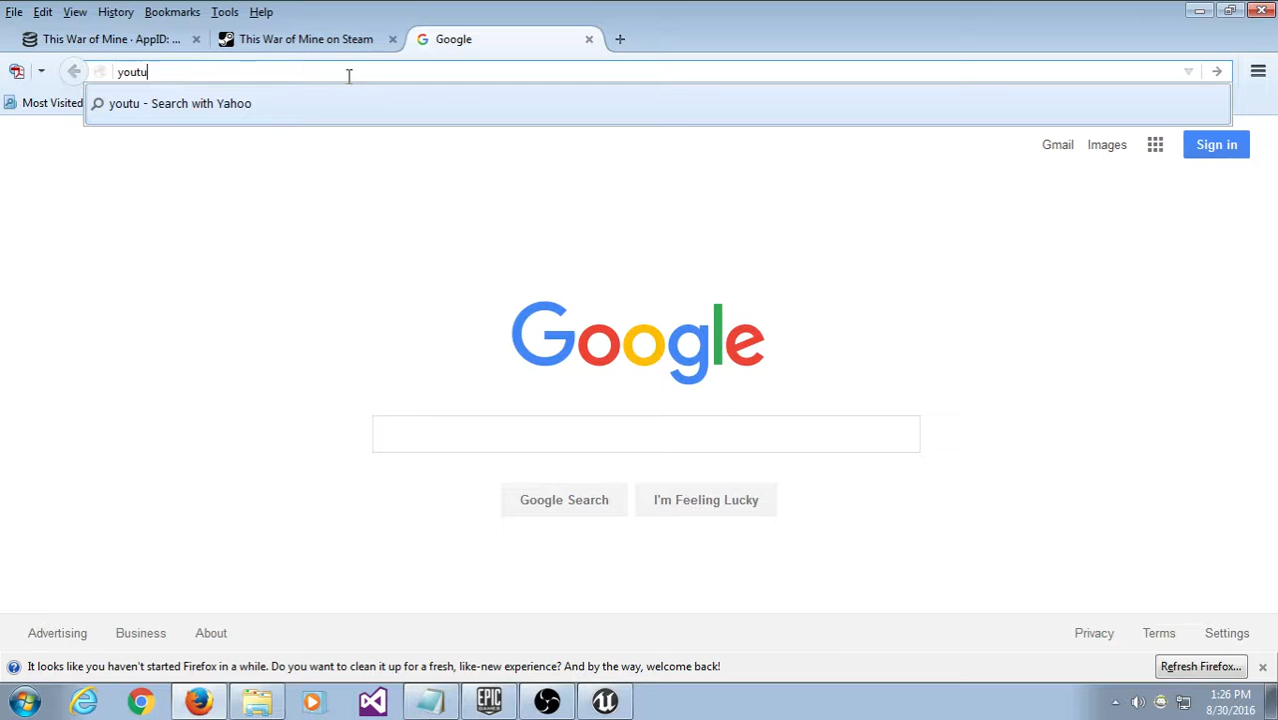 File Edit View History Bookmarks Tools Help
This War of Mine · AppID: ... This War of Mine on Steam Google
youtu
Most Visited
youtu - Search with Yahoo
Gmail Images Sign in
Google
Google Search I'm Feeling Lucky
Advertising Business About Privacy Terms Settings
It looks like you haven't started Firefox in a while. Do you want to clean it up for a fresh, like-new experience? And by the way, welcome back! Refresh Firefox...
EPIC GAMES
1:26 PM
8/30/2016